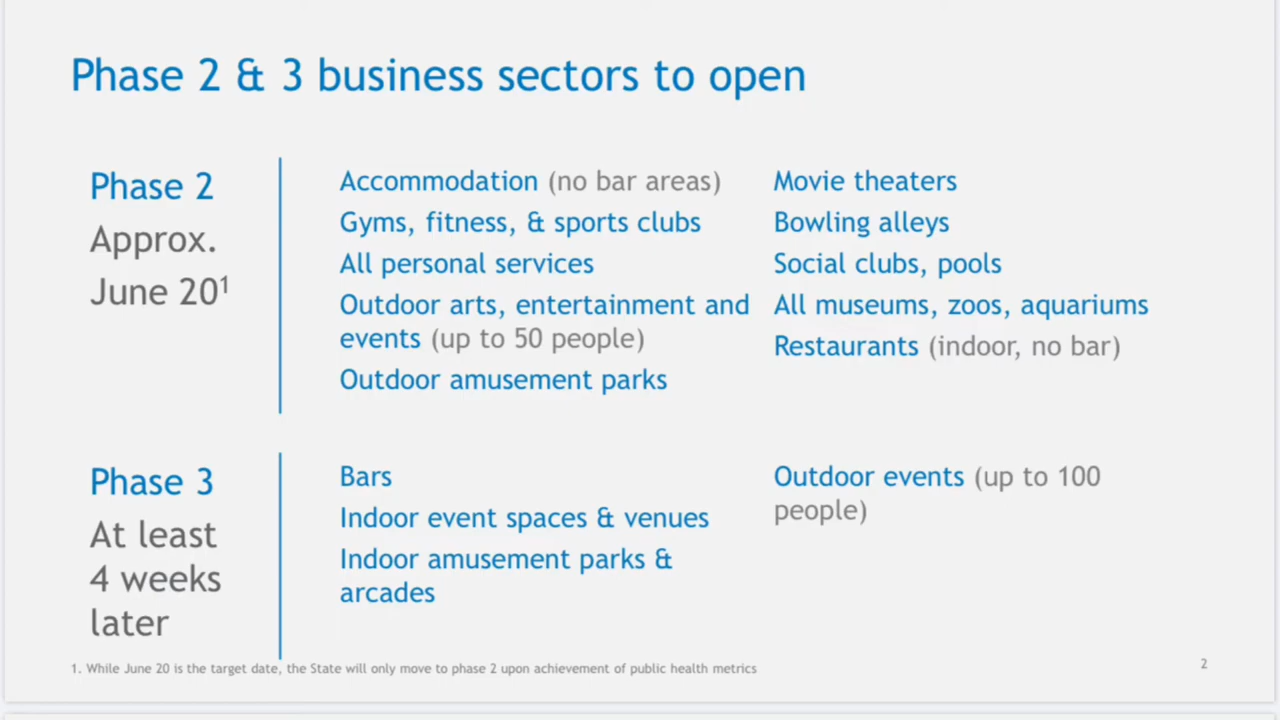 Phase 2 & 3 business sectors to open
Phase 2
Approx.
June 20¹
Accommodation (no bar areas)
Gyms, fitness, & sports clubs
All personal services
Outdoor arts, entertainment and
events (up to 50 people)
Outdoor amusement parks
Movie theaters
Bowling alleys
Social clubs, pools
All museums, zoos, aquariums
Restaurants (indoor, no bar)
Phase 3
At least
4 weeks
later
Bars
Indoor event spaces & venues
Indoor amusement parks &
arcades
Outdoor events (up to 100
people)
1. While June 20 is the target date, the State will only move to phase 2 upon achievement of public health metrics
2